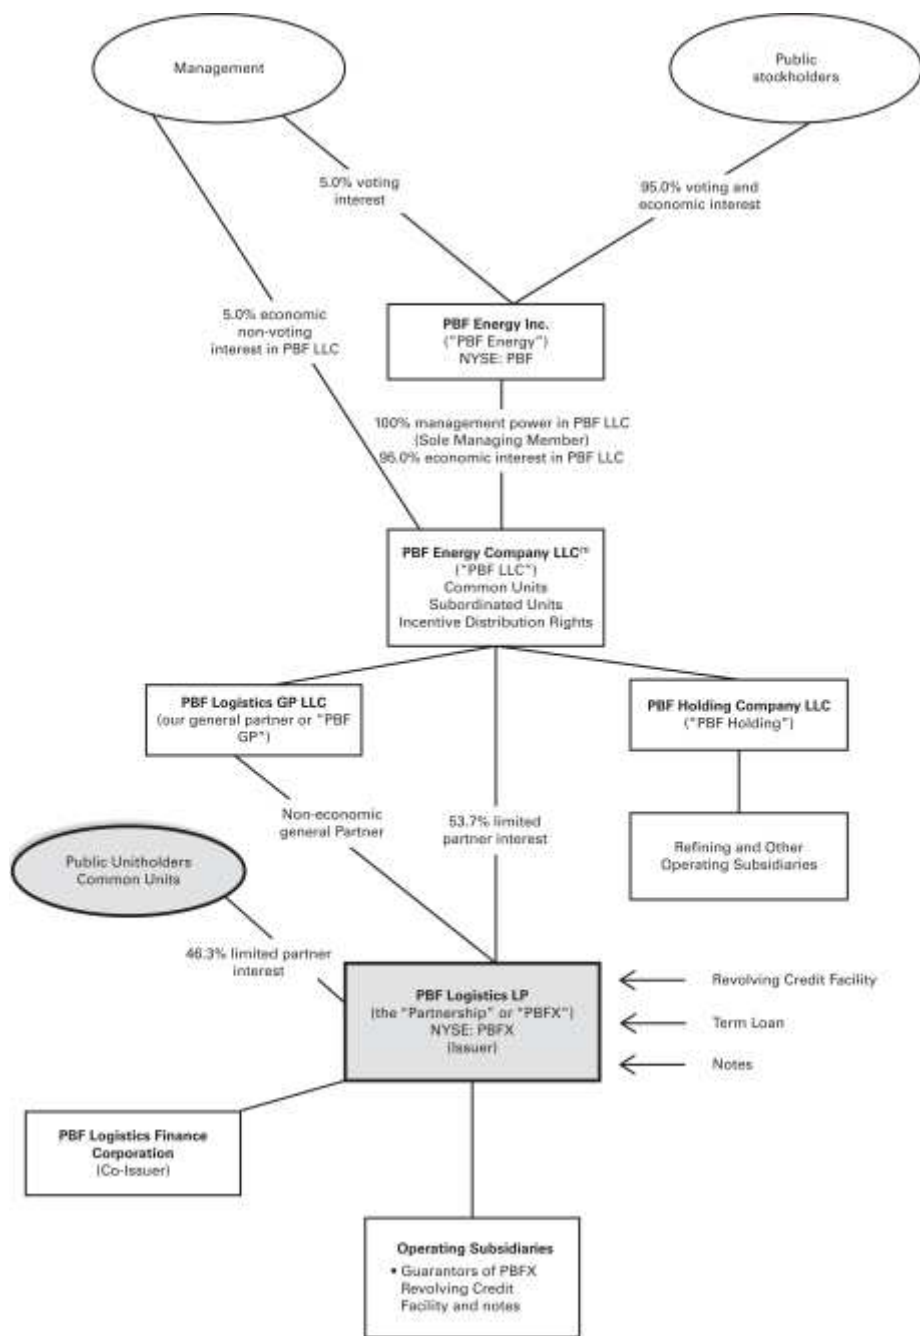 Management
Public
stockholders
5.0% voting
interest
95.0% voting and
economic interest
5.0% economic
non-voting
interest in PBF LLC
PBF Energy Inc.
("PBF Energy")
NYSE: PBF
100% management power in PBF LLC
(Sole Managing Member)
95.0% economic interest in PBF LLC
PBF Energy Company LLC(1)
("PBF LLC")
Common Units
Subordinated Units
Incentive Distribution Rights
PBF Logistics GP LLC
(our general partner or "PBF
GP")
PBF Holding Company LLC
("PBF Holding")
Non-economic
general Partner
53.7% limited
partner interest
Refining and Other
Operating Subsidiaries
Public Unitholders
Common Units
46.3% limited partner
interest
PBF Logistics LP
(the "Partnership" or "PBFX")
NYSE: PBFX
(Issuer)
Revolving Credit Facility
Term Loan
Notes
PBF Logistics Finance
Corporation
(Co-Issuer)
Operating Subsidiaries
• Guarantors of PBFX
Revolving Credit
Facility and notes